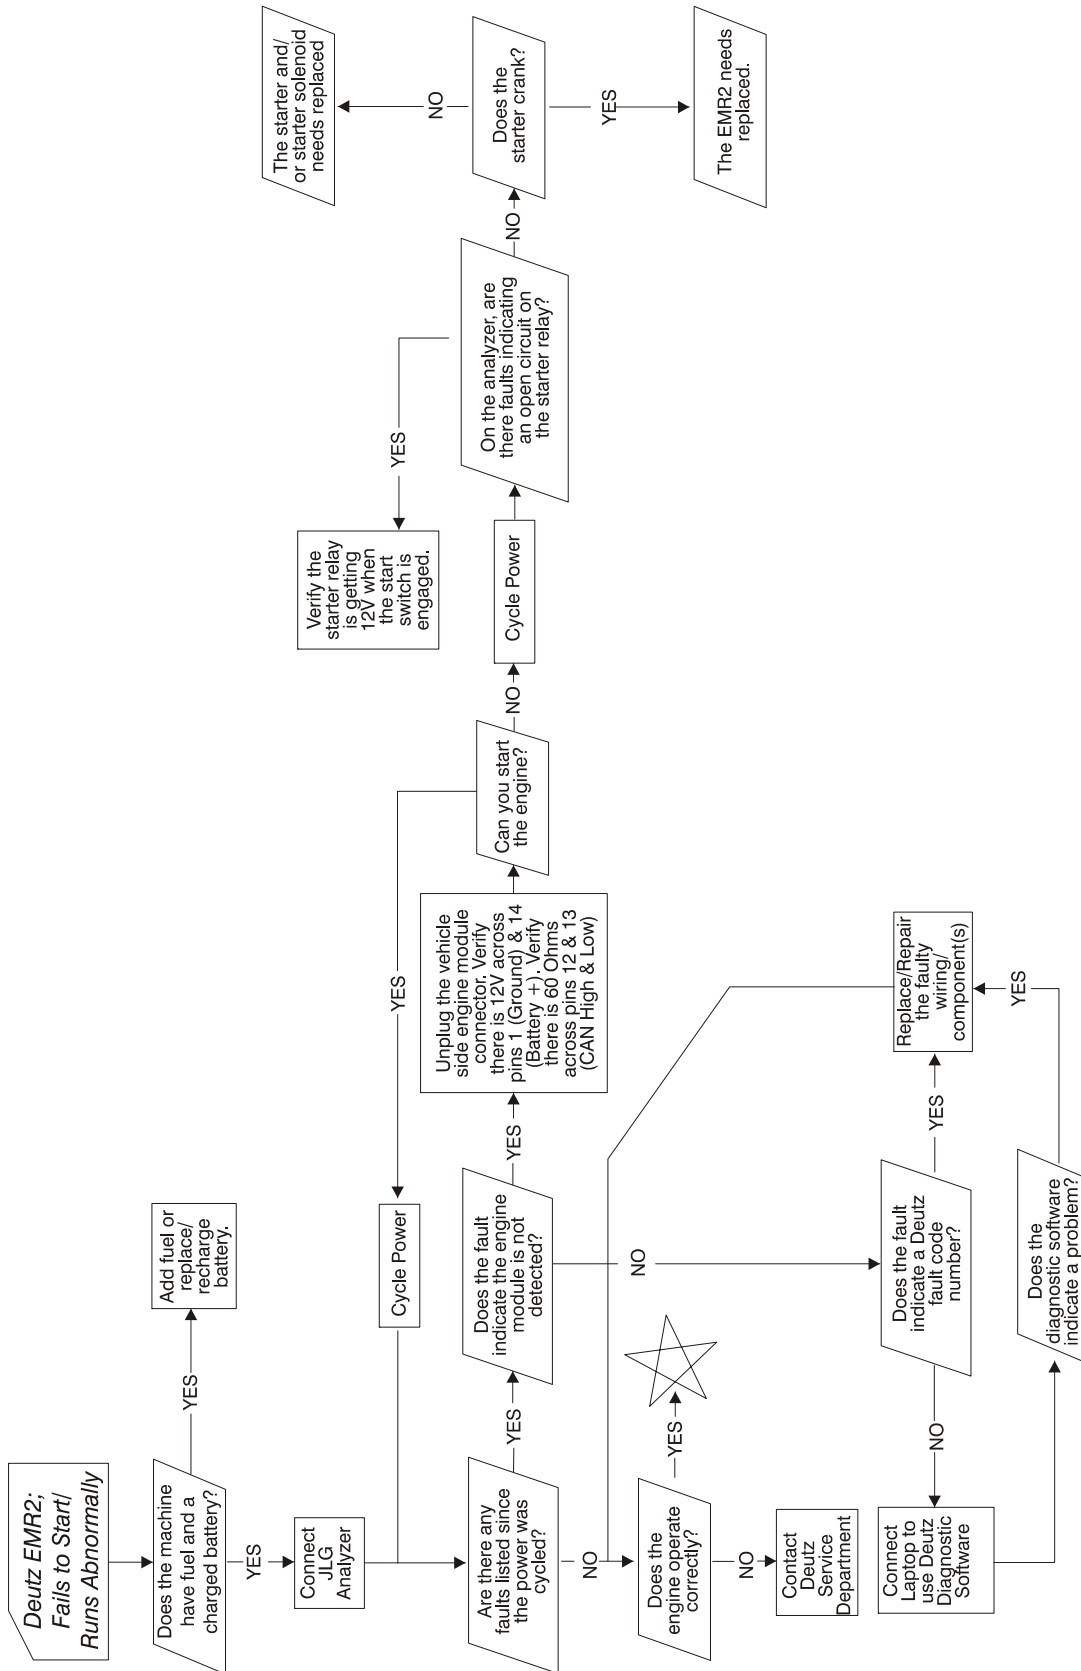 Deutz EMR2;
Fails to Start/
Runs Abnormally
Does the machine
have fuel and a
charged battery?
YES
Add fuel or
replace/
recharge
battery.
YES
Connect
JLG
Analyzer
Are there any
faults listed since
the power was
cycled?
YES
Does the fault
indicate the engine
module is not
detected?
YES
Unplug the vehicle
side engine module
connector. Verify
there is 12V across
pins 1 (Ground) & 14
(Battery +). Verify
there is 60 Ohms
across pins 12 & 13
(CAN High & Low)
Can you start
the engine?
YES
Cycle Power
NO
Cycle Power
On the analyzer, are
there faults indicating
an open circuit on
the starter relay?
YES
Verify the
starter relay
is getting
12V when
the start
switch is
engaged.
NO
Does the
starter crank?
NO
The starter and/
or starter solenoid
needs replaced
YES
The EMR2 needs
replaced.
NO
Does the
engine operate
correctly?
YES
NO
Contact
Deutz
Service
Department
NO
Does the fault
indicate a Deutz
fault code
number?
YES
Replace/Repair
the faulty
wiring/
component(s)
NO
Connect
Laptop to
use Deutz
Diagnostic
Software
Does the
diagnostic software
indicate a problem?
YES